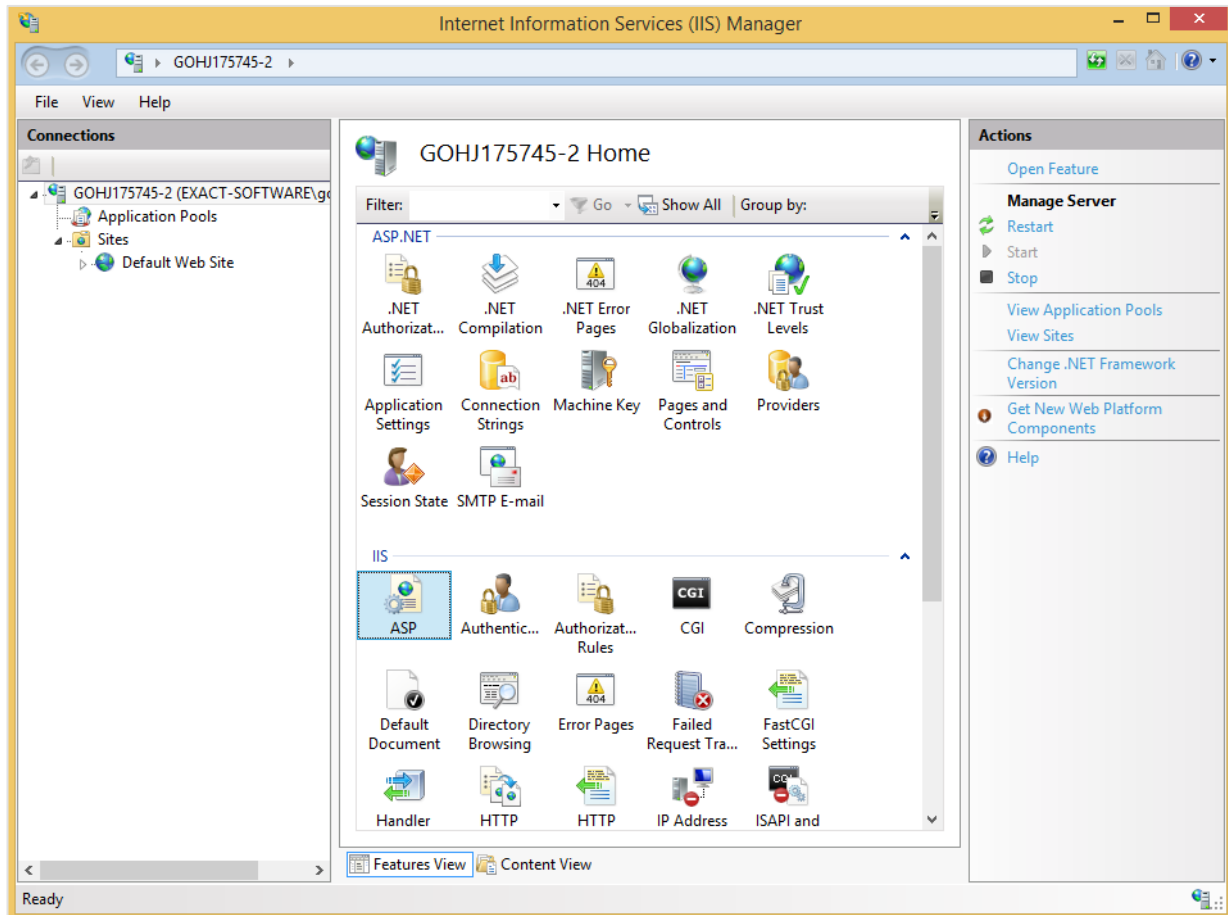 Internet Information Services (IIS) Manager
GOHJ175745-2
File View Help
Connections
GOHJ175745-2 (EXACT-SOFTWARE\g
Application Pools
Sites
Default Web Site
GOHJ175745-2 Home
Filter: Go Show All Group by:
ASP.NET
.NET Authorizat...
.NET Compilation
404
.NET Error Pages
.NET Globalization
.NET Trust Levels
Application Settings
ab
Connection Strings
Machine Key
Pages and Controls
Providers
Session State
SMTP E-mail
IIS
ASP
Authentic...
Authorizat... Rules
CGI
CGI
Compression
Default Document
Directory Browsing
404
Error Pages
Failed Request Tra...
FastCGI Settings
Handler
HTTP
HTTP
IP Address
ISAPI and
Features View
Content View
Actions
Open Feature
Manage Server
Restart
Start
Stop
View Application Pools
View Sites
Change .NET Framework
Version
Get New Web Platform
Components
Help
Ready